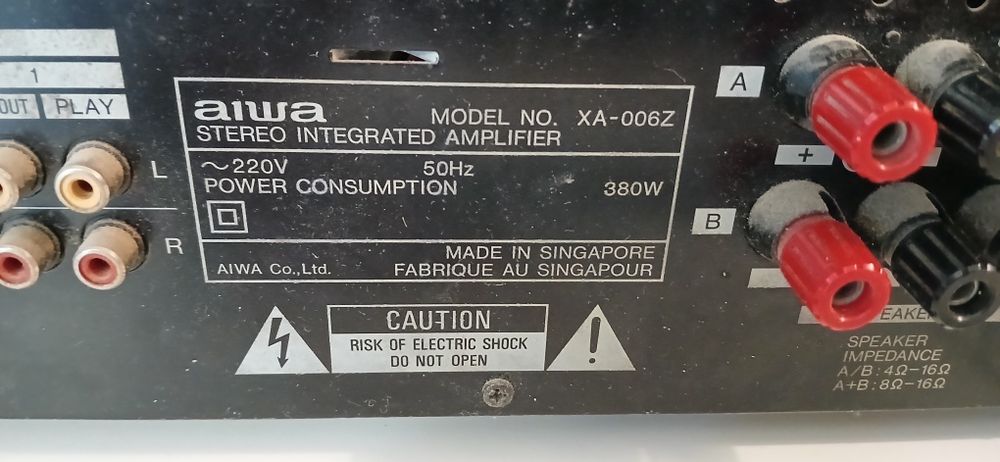 1
OUT PLAY
L
R
aiwa MODEL NO. XA-006Z
STEREO INTEGRATED AMPLIFIER
~220V 50Hz
POWER CONSUMPTION 380W
MADE IN SINGAPORE
AIWA Co.,Ltd. FABRIQUE AU SINGAPOUR
CAUTION
RISK OF ELECTRIC SHOCK
DO NOT OPEN
A
+
B
SPEAKER
IMPEDANCE
A/B : 4Ω–16Ω
A+B : 8Ω–16Ω